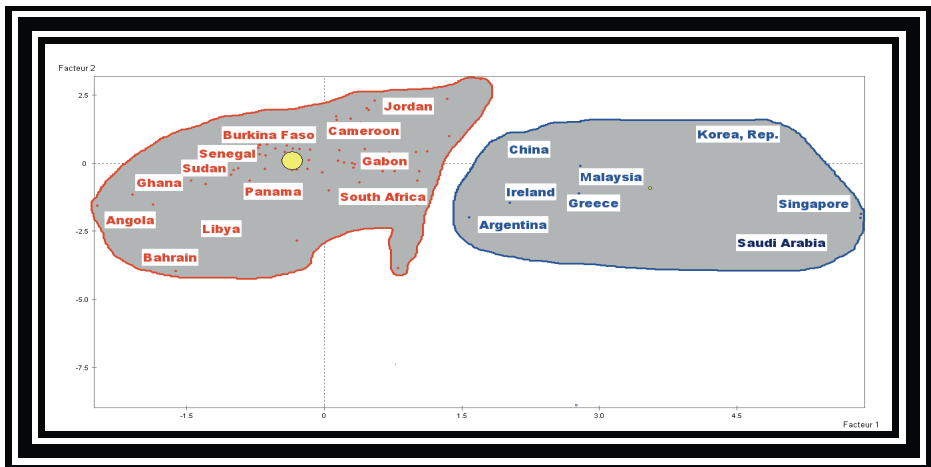 Facteur 2
2.5
Jordan
Burkina Faso
Cameroon
Korea, Rep.
China
Senegal
0
Gabon
Sudan
Malaysia
Ghana
Panama
Ireland
South Africa
Greece
Singapore
Angola
Argentina
-2.5
Libya
Saudi Arabia
Bahrain
-5.0
-7.5
-1.5 0 1.5 3.0 4.5
Facteur 1